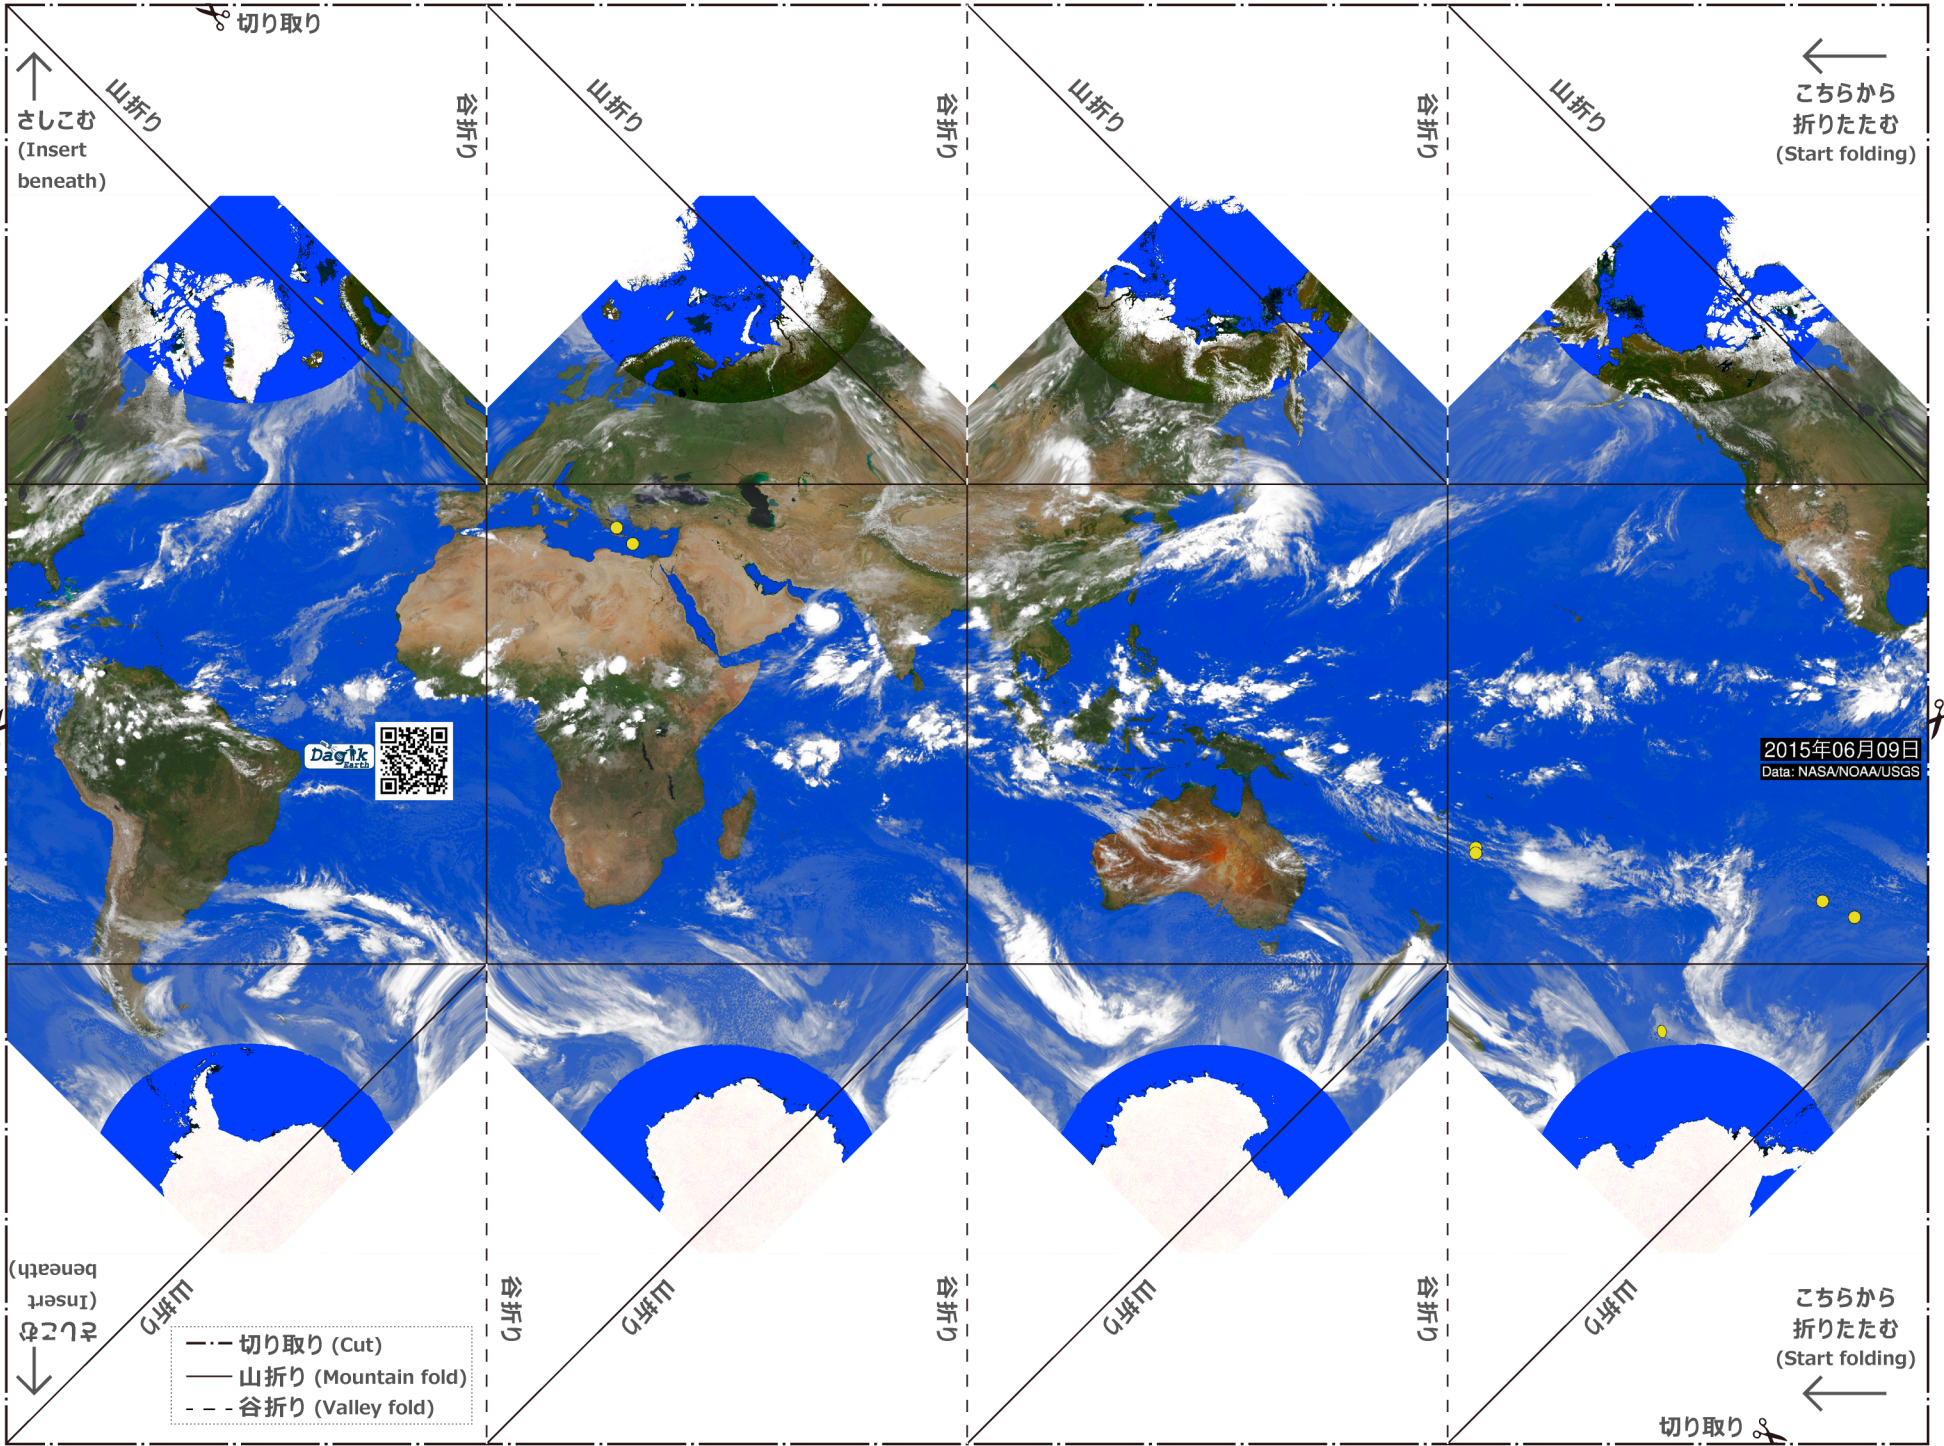 切り取り
山折り
谷折り
山折り
谷折り
山折り
谷折り
山折り
こちらから
折りたたむ
(Start folding)
さしこむ
(Insert
beneath)
Dagik
Earth
2015年06月09日
Data: NASA/NOAA/USGS
さしこむ
(Insert
beneath)
山折り
谷折り
山折り
谷折り
山折り
谷折り
山折り
こちらから
折りたたむ
(Start folding)
切り取り (Cut)
山折り (Mountain fold)
谷折り (Valley fold)
切り取り